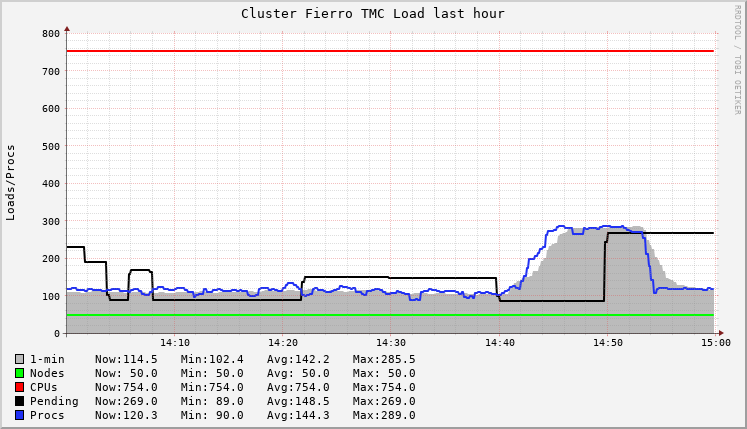 Cluster Fierro TMC Load last hour
RRDTOOL / TOBI OETIKER
Loads/Procs
800
700
600
500
400
300
200
100
0
14:10 14:20 14:30 14:40 14:50 15:00
1-min Now:114.5 Min:102.4 Avg:142.2 Max:285.5
Nodes Now: 50.0 Min: 50.0 Avg: 50.0 Max: 50.0
CPUs Now:754.0 Min:754.0 Avg:754.0 Max:754.0
Pending Now:269.0 Min: 89.0 Avg:148.5 Max:269.0
Procs Now:120.3 Min: 90.0 Avg:144.3 Max:289.0